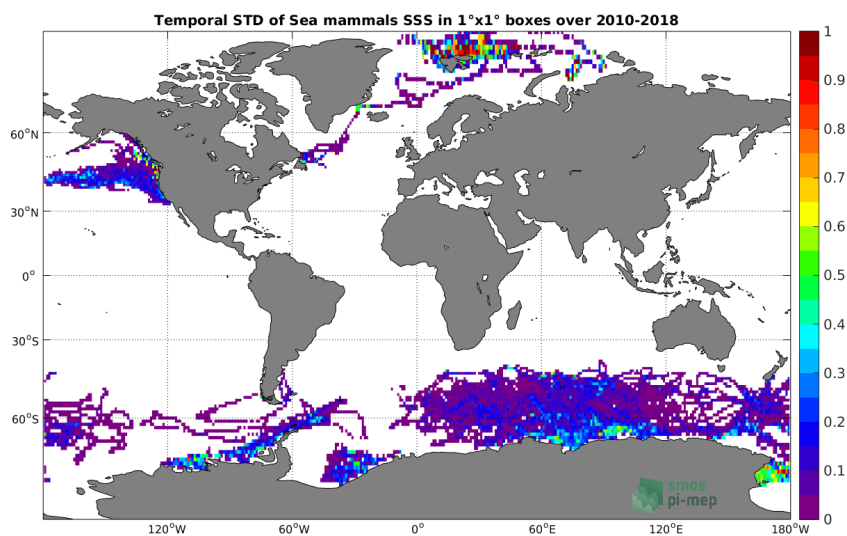 Temporal STD of Sea mammals SSS in 1°x1° boxes over 2010-2018
60°N
30°N
0°
30°S
60°S
120°W
60°W
0°
60°E
120°E
180°W
1
0.9
0.8
0.7
0.6
0.5
0.4
0.3
0.2
0.1
0
smos
pi-mep